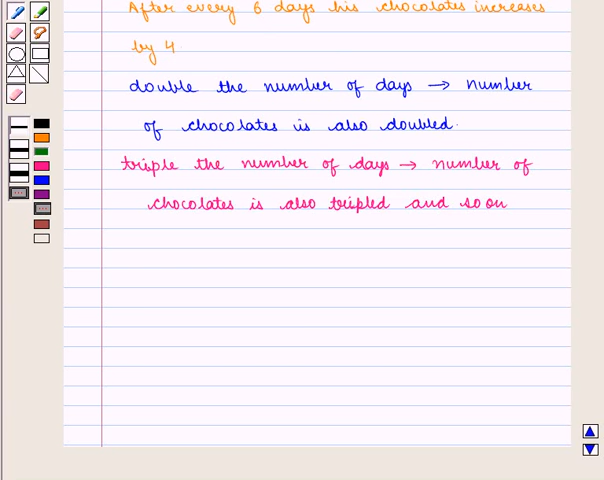 After every 6 days his chocolates increases
by 4.
double the number of days → number
of chocolates is also doubled.
triple the number of days → number of
chocolates is also tripled and so on